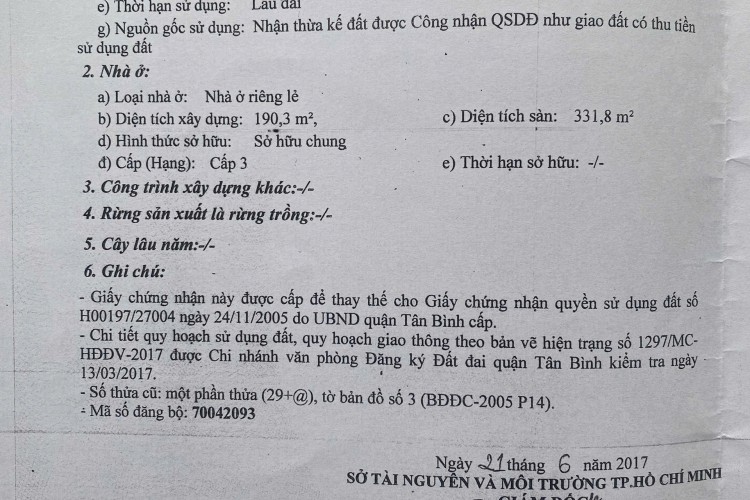 e) Thời hạn sử dụng: Lâu dài
g) Nguồn gốc sử dụng: Nhận thừa kế đất được Công nhận QSDĐ như giao đất có thu tiền
sử dụng đất
2. Nhà ở:
a) Loại nhà ở: Nhà ở riêng lẻ
b) Diện tích xây dựng: 190,3 m², c) Diện tích sàn: 331,8 m²
d) Hình thức sở hữu: Sở hữu chung
đ) Cấp (Hạng): Cấp 3 e) Thời hạn sở hữu: -/-
3. Công trình xây dựng khác:-/-
4. Rừng sản xuất là rừng trồng:-/-
5. Cây lâu năm:-/-
6. Ghi chú:
- Giấy chứng nhận này được cấp để thay thế cho Giấy chứng nhận quyền sử dụng đất số
H00197/27004 ngày 24/11/2005 do UBND quận Tân Bình cấp.
- Chi tiết quy hoạch sử dụng đất, quy hoạch giao thông theo bản vẽ hiện trạng số 1297/MC-
HĐĐV-2017 được Chi nhánh văn phòng Đăng ký Đất đai quận Tân Bình kiểm tra ngày
13/03/2017.
- Số thửa cũ: một phần thửa (29+@), tờ bản đồ số 3 (BĐĐC-2005 P14).
- Mã số đăng bộ: 70042093
Ngày 21 tháng 6 năm 2017
SỞ TÀI NGUYÊN VÀ MÔI TRƯỜNG TP.HỒ CHÍ MINH
GIÁM ĐỐC